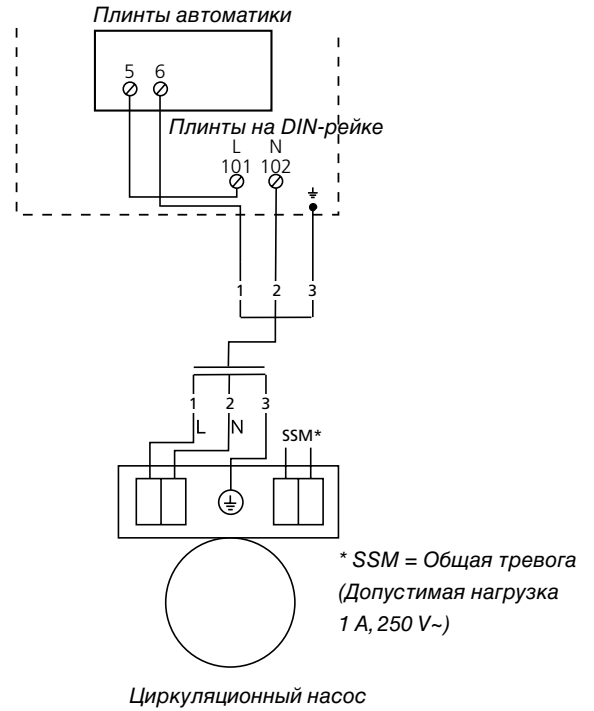 Плинты автоматики
5 6
Плинты на DIN-рейке
L N
101 102
1 2 3
1 2 3
L N
SSM*
* SSM = Общая тревога
(Допустимая нагрузка
1 A, 250 V~)
Циркуляционный насос